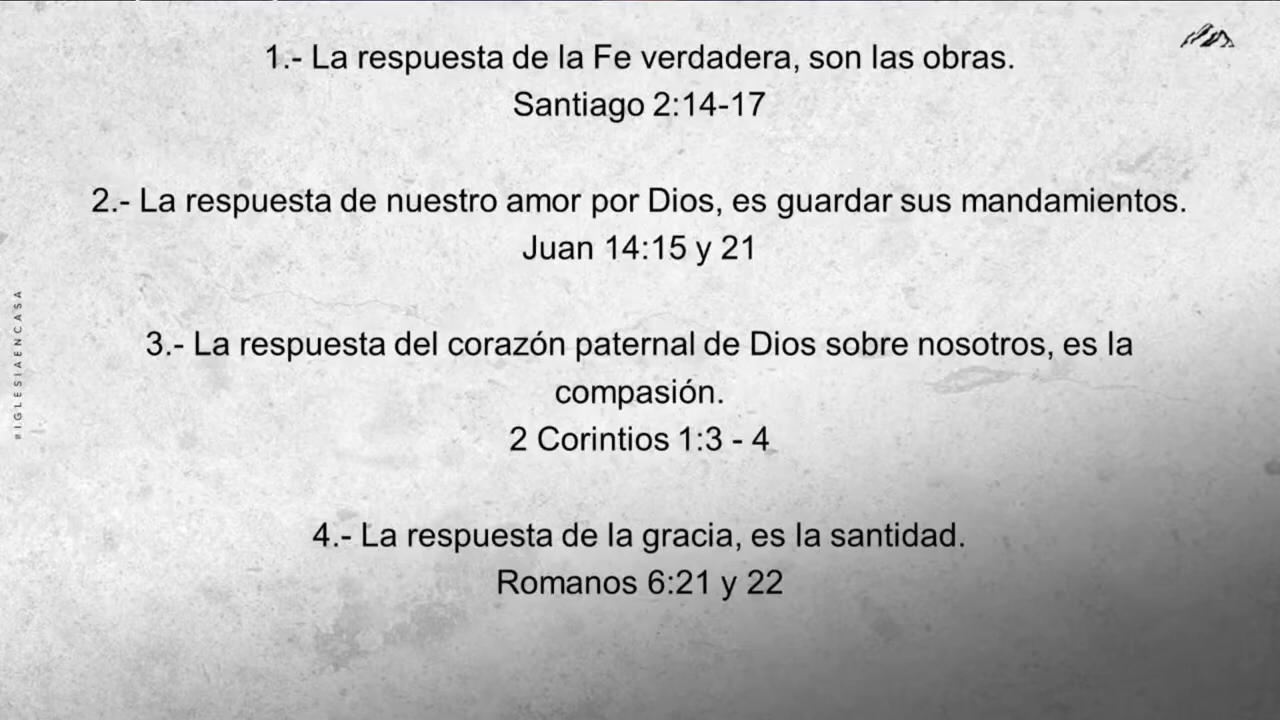 1.- La respuesta de la Fe verdadera, son las obras.
Santiago 2:14-17
2.- La respuesta de nuestro amor por Dios, es guardar sus mandamientos.
Juan 14:15 y 21
3.- La respuesta del corazón paternal de Dios sobre nosotros, es la
compasión.
2 Corintios 1:3 - 4
4.- La respuesta de la gracia, es la santidad.
Romanos 6:21 y 22
#IGLESIAENCASA